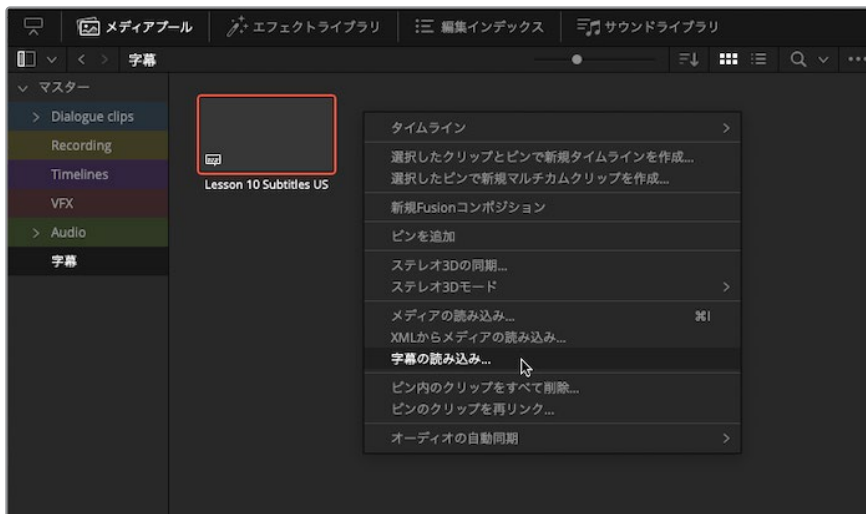 メディアプール
エフェクトライブラリ
編集インデックス
サウンドライブラリ
字幕
マスター
Dialogue clips
Recording
Timelines
VFX
Audio
字幕
Lesson 10 Subtitles US
タイムライン
選択したクリップとビンで新規タイムラインを作成...
選択したビンで新規マルチカムクリップを作成...
新規Fusionコンポジション
ビンを追加
ステレオ3Dの同期...
ステレオ3Dモード
メディアの読み込み... ⌘I
XMLからメディアの読み込み...
字幕の読み込み...
ビン内のクリップをすべて削除...
ビンのクリップを再リンク...
オーディオの自動同期